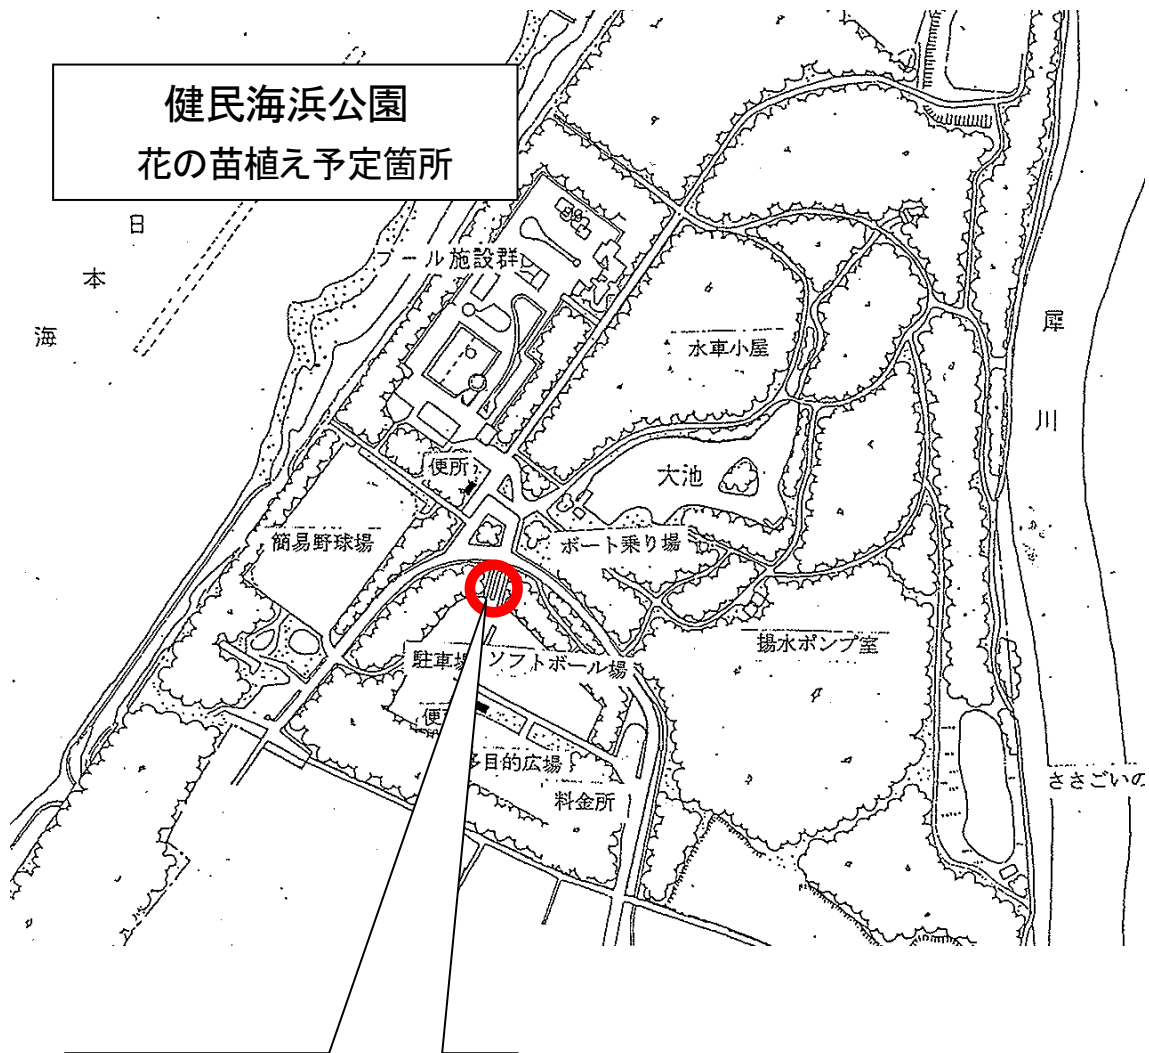 健民海浜公園
花の苗植え予定箇所
日本海
プール施設群
水車小屋
犀川
便所
大池
簡易野球場
ボート乗り場
揚水ポンプ室
駐車場
ソフトボール場
便
多目的広場
料金所
ささごいの